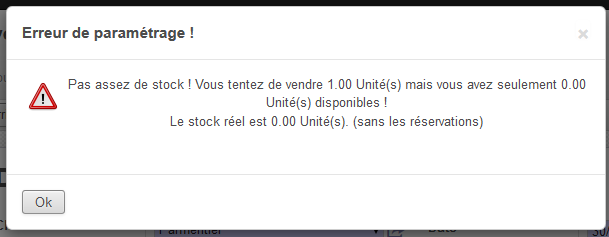 Erreur de paramétrage !
×
Pas assez de stock ! Vous tentez de vendre 1.00 Unité(s) mais vous avez seulement 0.00
Unité(s) disponibles !
Le stock réel est 0.00 Unité(s). (sans les réservations)
Ok